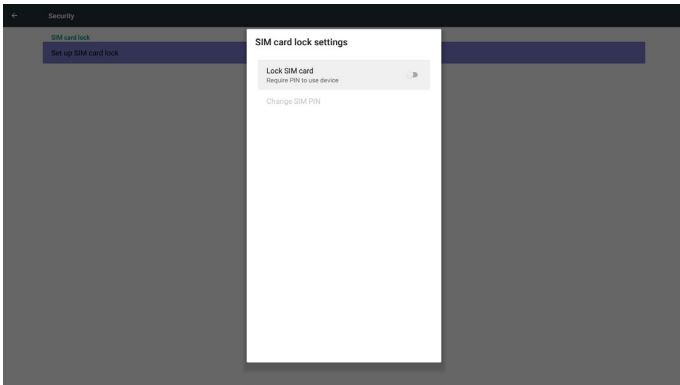 Security
SIM card lock
Set up SIM card lock
SIM card lock settings
Lock SIM card
Require PIN to use device
Change SIM PIN